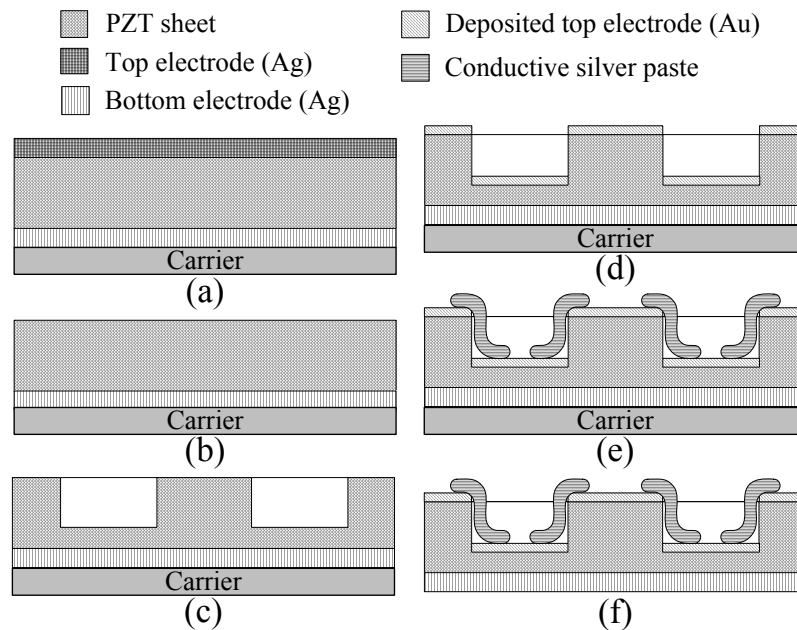 PZT sheet
Top electrode (Ag)
Bottom electrode (Ag)
Deposited top electrode (Au)
Conductive silver paste
Carrier
(a)
Carrier
(b)
Carrier
(c)
Carrier
(d)
Carrier
(e)
(f)